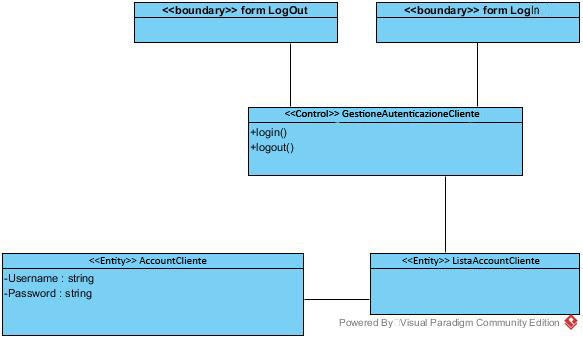 <<boundary>> form LogOut
<<boundary>> form LogIn
<<Control>> GestioneAutenticazioneCliente
+login()
+logout()
<<Entity>> AccountCliente
-Username : string
-Password : string
<<Entity>> ListaAccountCliente
Powered By Visual Paradigm Community Edition